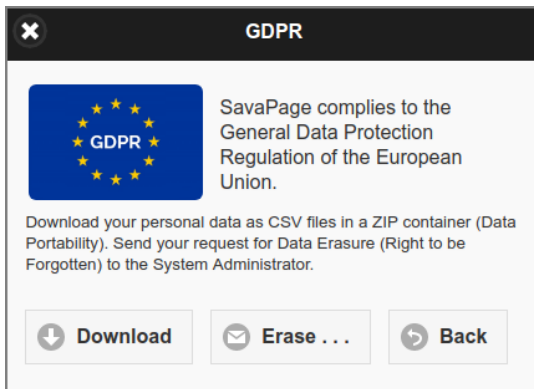 GDPR
GDPR
SavaPage complies to the
General Data Protection
Regulation of the European
Union.
Download your personal data as CSV files in a ZIP container (Data
Portability). Send your request for Data Erasure (Right to be
Forgotten) to the System Administrator.
Download
Erase . . .
Back